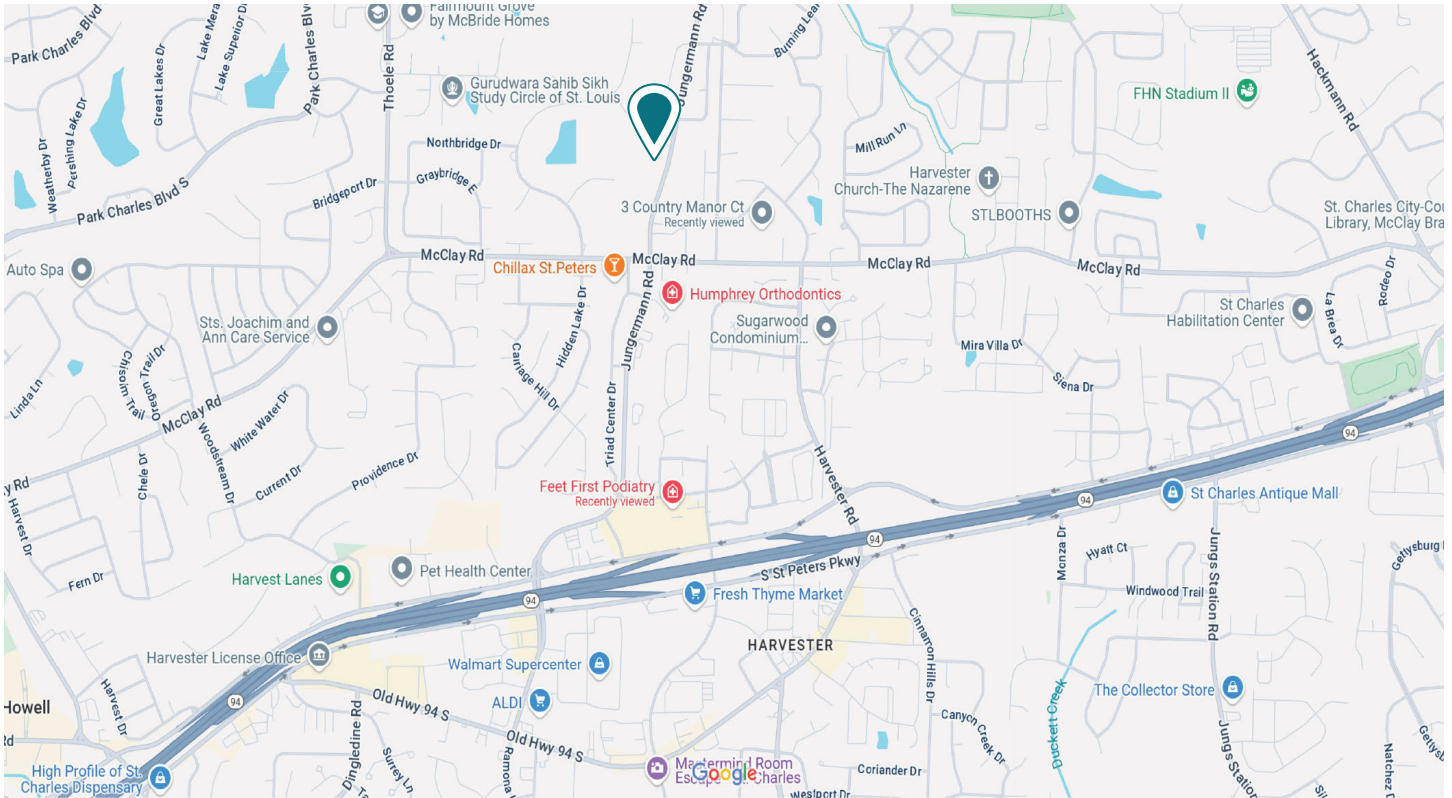 Park Charles Blvd
Great Lakes Dr
Lake Superior Dr
Park Charles Blvd
Thoele Rd
Fairmount Grove
by McBride Homes
Jungermann Rd
Hackmann Rd
Weatherby Dr
Pershing Lake Dr
Gurudwara Sahib Sikh
Study Circle of St. Louis
FHN Stadium II
Northbridge Dr
Mill Run Ln
Graybridge E
Bridgeport Dr
Harvester
Church-The Nazarene
Park Charles Blvd S
3 Country Manor Ct
Recently viewed
STLBOOTHS
St. Charles City-Cou
Library, McClay Bra
Auto Spa
McClay Rd
Chillax St.Peters
McClay Rd
McClay Rd
McClay Rd
Rodeo Dr
Humphrey Orthodontics
Hidden Lake Dr
Jungermann Rd
St Charles
Habilitation Center
La Brea Dr
Sts. Joachim and
Ann Care Service
Sugarwood
Condominium...
Mira Villa Dr
Siena Dr
Linda Ln
Chisolm Trail
Oregon Trail Dr
Carriage Hill Dr
McClay Rd
White Water Dr
Woodstream Dr
Triad Center Dr
94
Chele Dr
Current Dr
Providence Dr
Harvester Rd
y Rd
Harvest Dr
Feet First Podiatry
Recently viewed
94
St Charles Antique Mall
94
Monza Dr
Hyatt Ct
Jungs Station Rd
Gettysburg
Fern Dr
Harvest Lanes
Pet Health Center
S St Peters Pkwy
94
Fresh Thyme Market
Windwood Trail
Cinnamon Hills Dr
HARVESTER
Harvester License Office
Walmart Supercenter
Duckett Creek
94
Howell
Harvest Dr
Old Hwy 94 S
ALDI
The Collector Store
Rd
Dingledine Rd
Old Hwy 94 S
Canyon Creek Dr
Jungs Station
Surrey Ln
Ramona
High Profile of St.
Charles Dispensary
Mastermind Room
Google
Charles
Coriander Dr
Westport Dr
Natchez